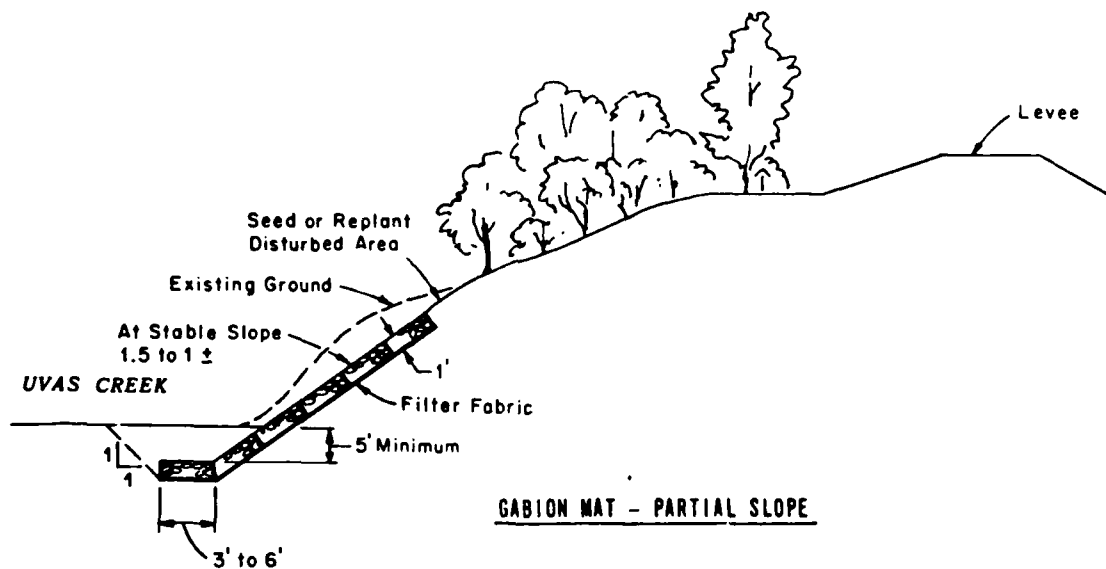 Levee
Seed or Replant
Disturbed Area
Existing Ground
At Stable Slope
1.5 to 1 ±
UVAS CREEK
1'
Filter Fabric
5' Minimum
1
1
GABION MAT - PARTIAL SLOPE
3' to 6'